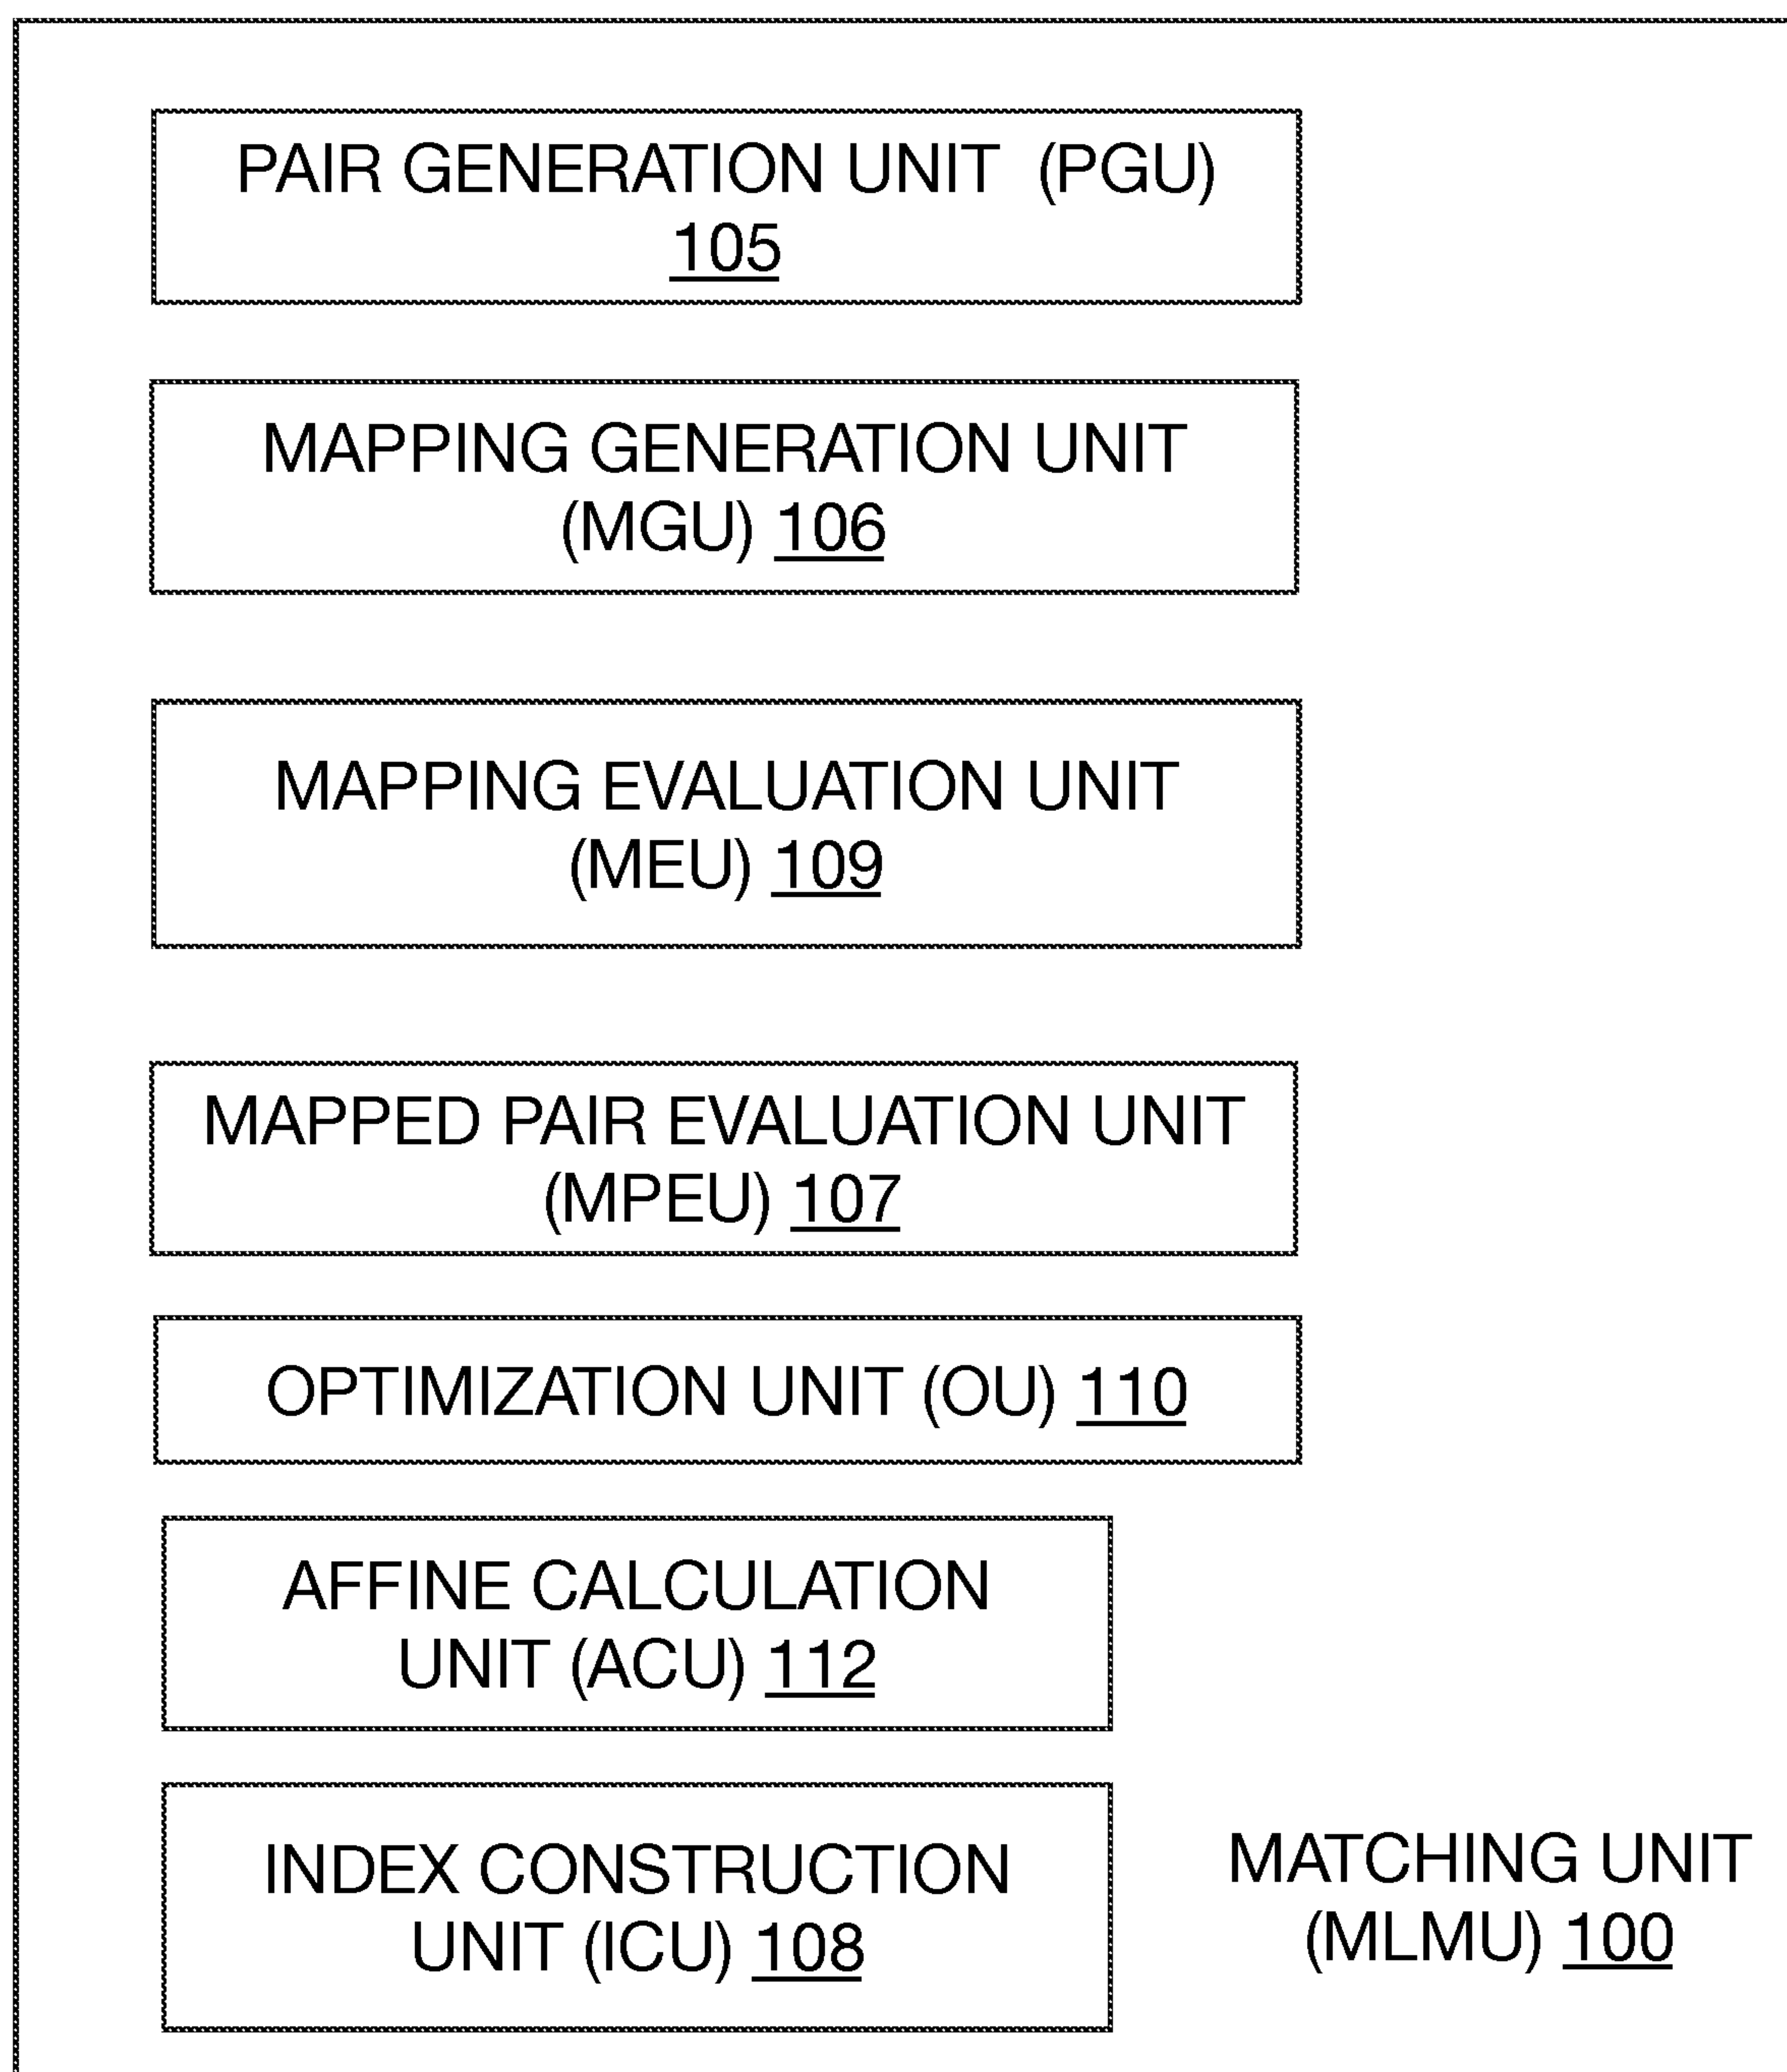 PAIR GENERATION UNIT (PGU)
105
MAPPING GENERATION UNIT
(MGU) 106
MAPPING EVALUATION UNIT
(MEU) 109
MAPPED PAIR EVALUATION UNIT
(MPEU) 107
OPTIMIZATION UNIT (OU) 110
AFFINE CALCULATION
UNIT (ACU) 112
INDEX CONSTRUCTION
UNIT (ICU) 108
MATCHING UNIT
(MLMU) 100